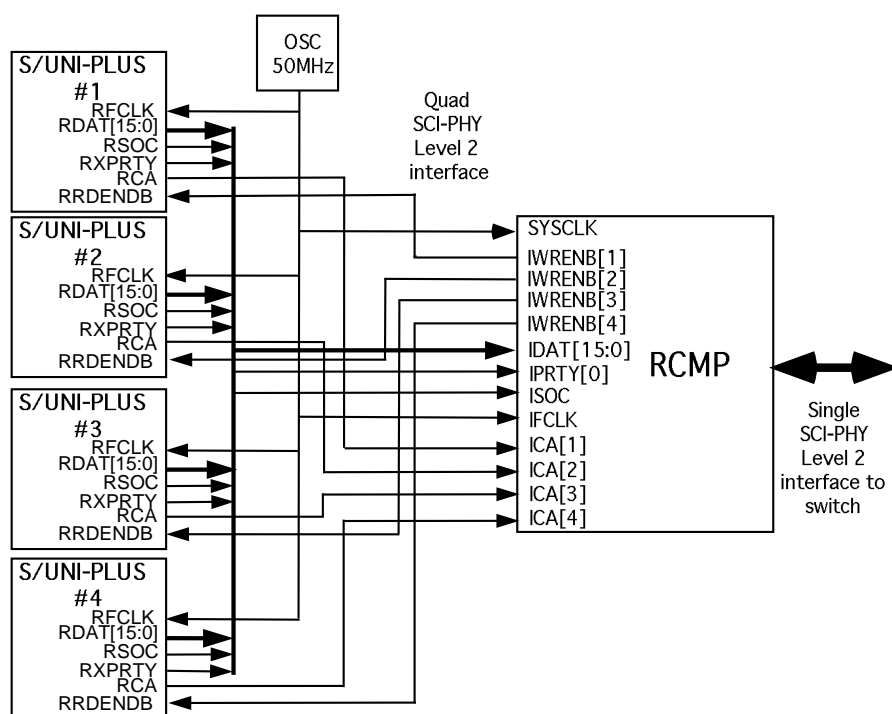 OSC
50MHz
S/UNI-PLUS
#1
RFCLK
RDAT[15:0]
RSOC
RXPRTY
RCA
RRDENDB
S/UNI-PLUS
#2
RFCLK
RDAT[15:0]
RSOC
RXPRTY
RCA
RRDENDB
S/UNI-PLUS
#3
RFCLK
RDAT[15:0]
RSOC
RXPRTY
RCA
RRDENDB
S/UNI-PLUS
#4
RFCLK
RDAT[15:0]
RSOC
RXPRTY
RCA
RRDENDB
Quad
SCI-PHY
Level 2
interface
SYSCLK
IWRENB[1]
IWRENB[2]
IWRENB[3]
IWRENB[4]
IDAT[15:0]
IPRTY[0]
ISOC
IFCLK
ICA[1]
ICA[2]
ICA[3]
ICA[4]
RCMP
Single
SCI-PHY
Level 2
interface to
switch